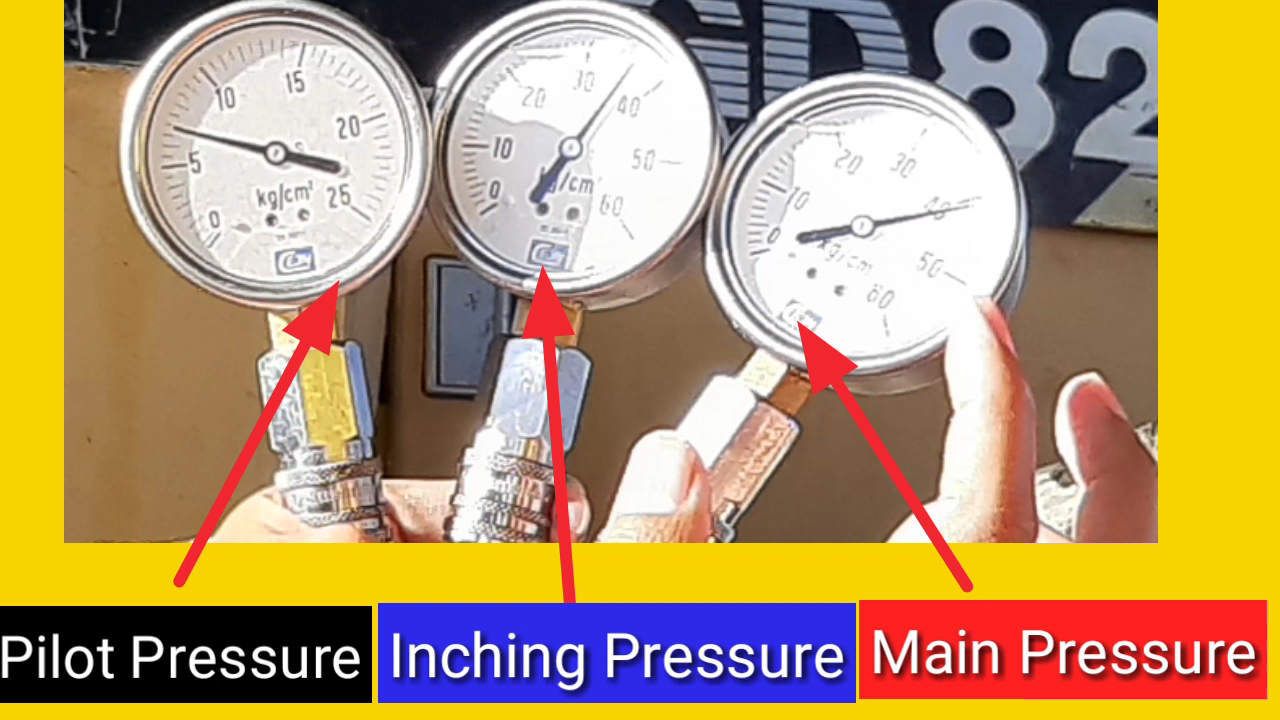 GD82
0 5 10 15 20 25
kg/cm²
0 10 20 30 40 50 60
kg/cm²
0 10 20 30 40 50 60
kg/cm²
Pilot Pressure
Inching Pressure
Main Pressure